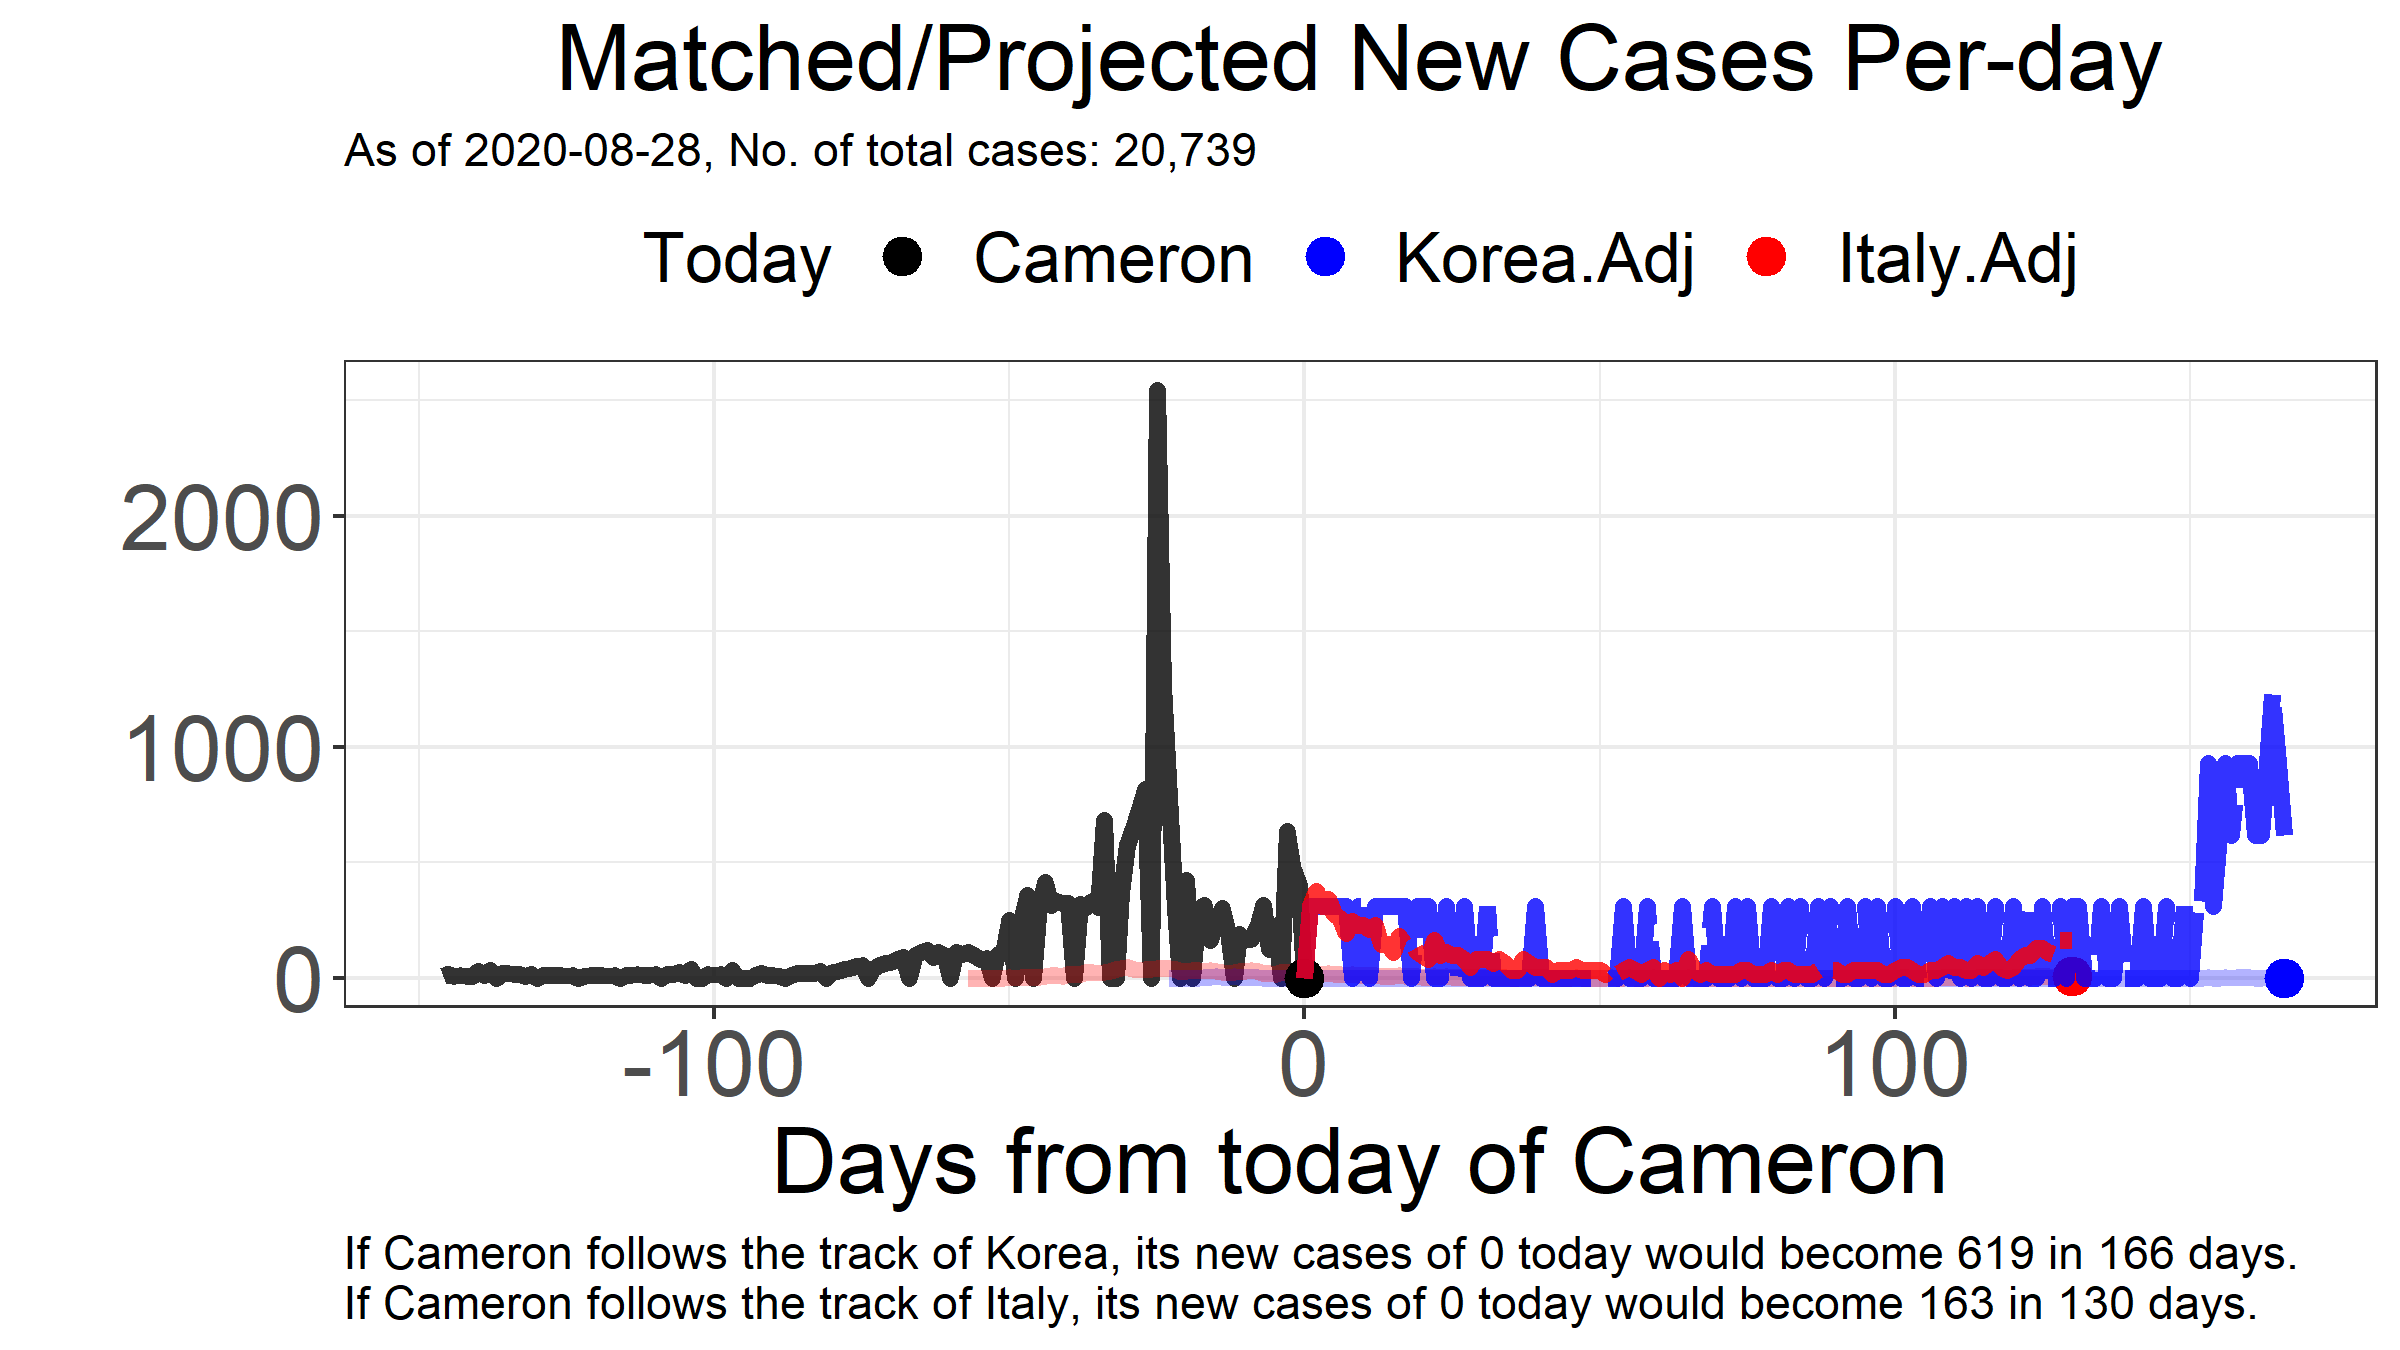 Matched/Projected New Cases Per-day
As of 2020-08-28, No. of total cases: 20,739
Today Cameron Korea.Adj Italy.Adj
2000
1000
0
-100 0 100
Days from today of Cameron
If Cameron follows the track of Korea, its new cases of 0 today would become 619 in 166 days.
If Cameron follows the track of Italy, its new cases of 0 today would become 163 in 130 days.